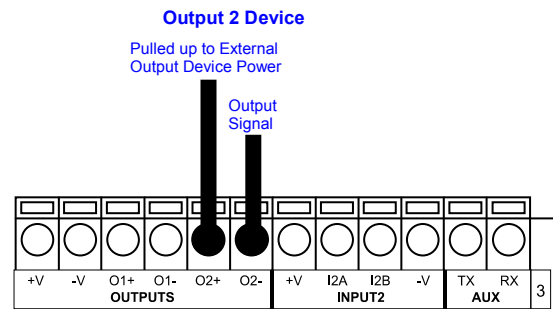 Output 2 Device
Pulled up to External
Output Device Power
Output
Signal
+V -V O1+ O1- O2+ O2- +V I2A I2B -V TX RX
OUTPUTS INPUT2 AUX 3